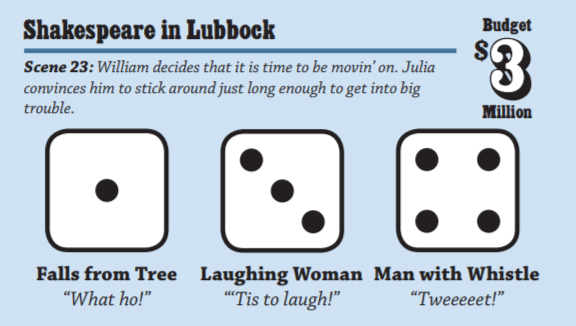 Shakespeare in Lubbock
Budget
$3
Million
Scene 23: William decides that it is time to be movin' on. Julia
convinces him to stick around just long enough to get into big
trouble.
Falls from Tree
"What ho!"
Laughing Woman
"'Tis to laugh!"
Man with Whistle
"Tweeeeet!"